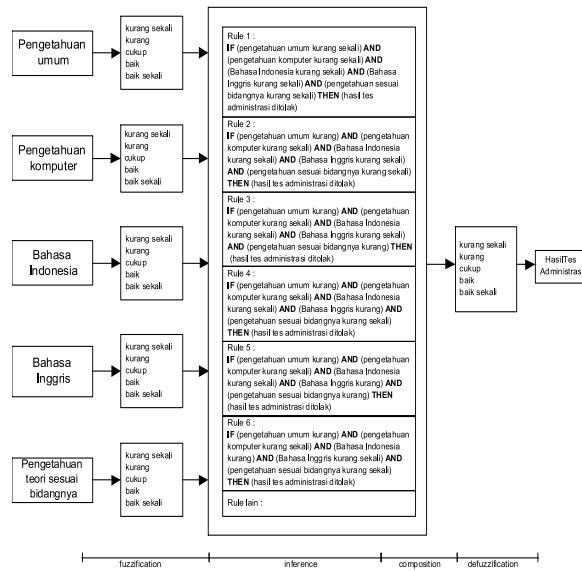 Pengetahuan
umum
kurang sekali
kurang
cukup
baik
baik sekali
Pengetahuan
komputer
kurang sekali
kurang
cukup
baik
baik sekali
Bahasa
Indonesia
kurang sekali
kurang
cukup
baik
baik sekali
Bahasa
Inggris
kurang sekali
kurang
cukup
baik
baik sekali
Pengetahuan
teori sesuai
bidangnya
kurang sekali
kurang
cukup
baik
baik sekali
Rule 1 :
IF (pengetahuan umum kurang sekali) AND
(pengetahuan komputer kurang sekali) AND
(Bahasa Indonesia kurang sekali) AND (Bahasa
Inggris kurang sekali) AND (pengetahuan sesuai
bidangnya kurang sekali) THEN (hasil tes
administrasi ditolak)
Rule 2 :
IF (pengetahuan umum kurang) AND (pengetahuan
komputer kurang sekali) AND (Bahasa Indonesia
kurang sekali) AND (Bahasa Inggris kurang sekali)
AND (pengetahuan sesuai bidangnya kurang sekali)
THEN (hasil tes administrasi ditolak)
Rule 3 :
IF (pengetahuan umum kurang) AND (pengetahuan
komputer kurang sekali) AND (Bahasa Indonesia
kurang sekali) AND (Bahasa Inggris kurang sekali)
AND (pengetahuan sesuai bidangnya kurang) THEN
(hasil tes administrasi ditolak)
Rule 4 :
IF (pengetahuan umum kurang) AND (pengetahuan
komputer kurang sekali) AND (Bahasa Indonesia
kurang sekali) AND (Bahasa Inggris kurang) AND
(pengetahuan sesuai bidangnya kurang sekali)
THEN (hasil tes administrasi ditolak)
Rule 5 :
IF (pengetahuan umum kurang) AND (pengetahuan
komputer kurang sekali) AND (Bahasa Indonesia
kurang sekali) AND (Bahasa Inggris kurang) AND
(pengetahuan sesuai bidangnya kurang) THEN
(hasil tes administrasi ditolak)
Rule 6 :
IF (pengetahuan umum kurang) AND (pengetahuan
komputer kurang sekali) AND (Bahasa Indonesia
kurang) AND (Bahasa Inggris kurang sekali) AND
(pengetahuan sesuai bidangnya kurang sekali)
THEN (hasil tes administrasi ditolak)
Rule lain :
kurang sekali
kurang
cukup
baik
baik sekali
HasilTes
Administrasi
fuzzification
inference
composition
defuzzification